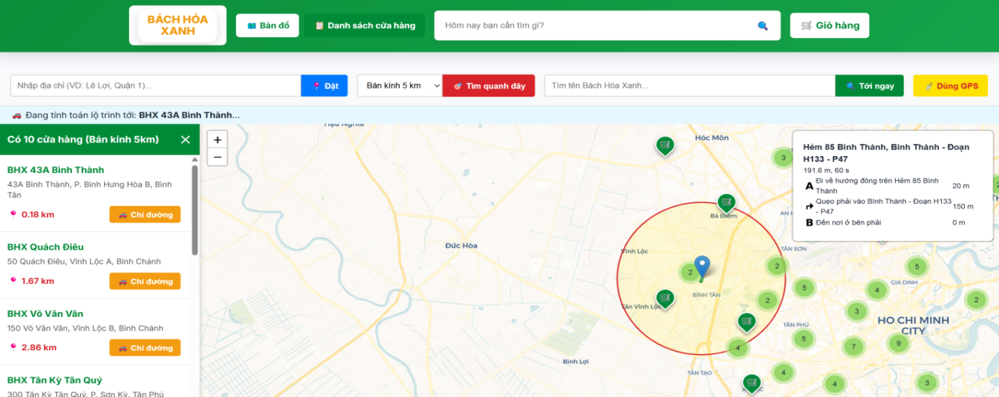 BÁCH HÓA
XANH
Bản đồ
Danh sách cửa hàng
Hôm nay bạn cần tìm gì?
Giỏ hàng
Nhập địa chỉ (VD: Lê Lợi, Quận 1)...
Đặt
Bán kính 5 km
Tìm quanh đây
Tìm tên Bách Hóa Xanh...
Tới ngay
Dùng GPS
Đang tính toán lộ trình tới: BHX 43A Bình Thành...
Có 10 cửa hàng (Bán kính 5km)
BHX 43A Bình Thành
43A Bình Thành, P. Bình Hưng Hòa B, Bình
Tân
0.18 km
Chỉ đường
BHX Quách Điêu
50 Quách Điêu, Vĩnh Lộc A, Bình Chánh
1.67 km
Chỉ đường
BHX Võ Văn Vân
150 Võ Văn Vân, Vĩnh Lộc B, Bình Chánh
2.86 km
Chỉ đường
BHX Tân Kỳ Tân Quý
300 Tân Kỳ Tân Quý, P. Sơn Kỳ, Tân Phú
+
−
Hậu Nghĩa
Hóc Môn
3
Bà Điểm
AN
Đức Hòa
Vĩnh Lộc
TÂN SƠN
2
2
5
5
4
GIA DINH
BÌNH TÂN
2
2
Tân Vĩnh Lộc
3
HO CHI MINH
CITY
TÂN PHÚ
4
5
7
9
Bình Lợi
TÂN TẠO
4
4
3
Hẻm 85 Bình Thành, Bình Thành - Đoạn
H133 - P47
191.6 m, 60 s
A Đi về hướng đông trên Hẻm 85 Bình
Thành
20 m
Quẹo phải vào Bình Thành - Đoạn H133
- P47
150 m
B Đến nơi ở bên phải
0 m